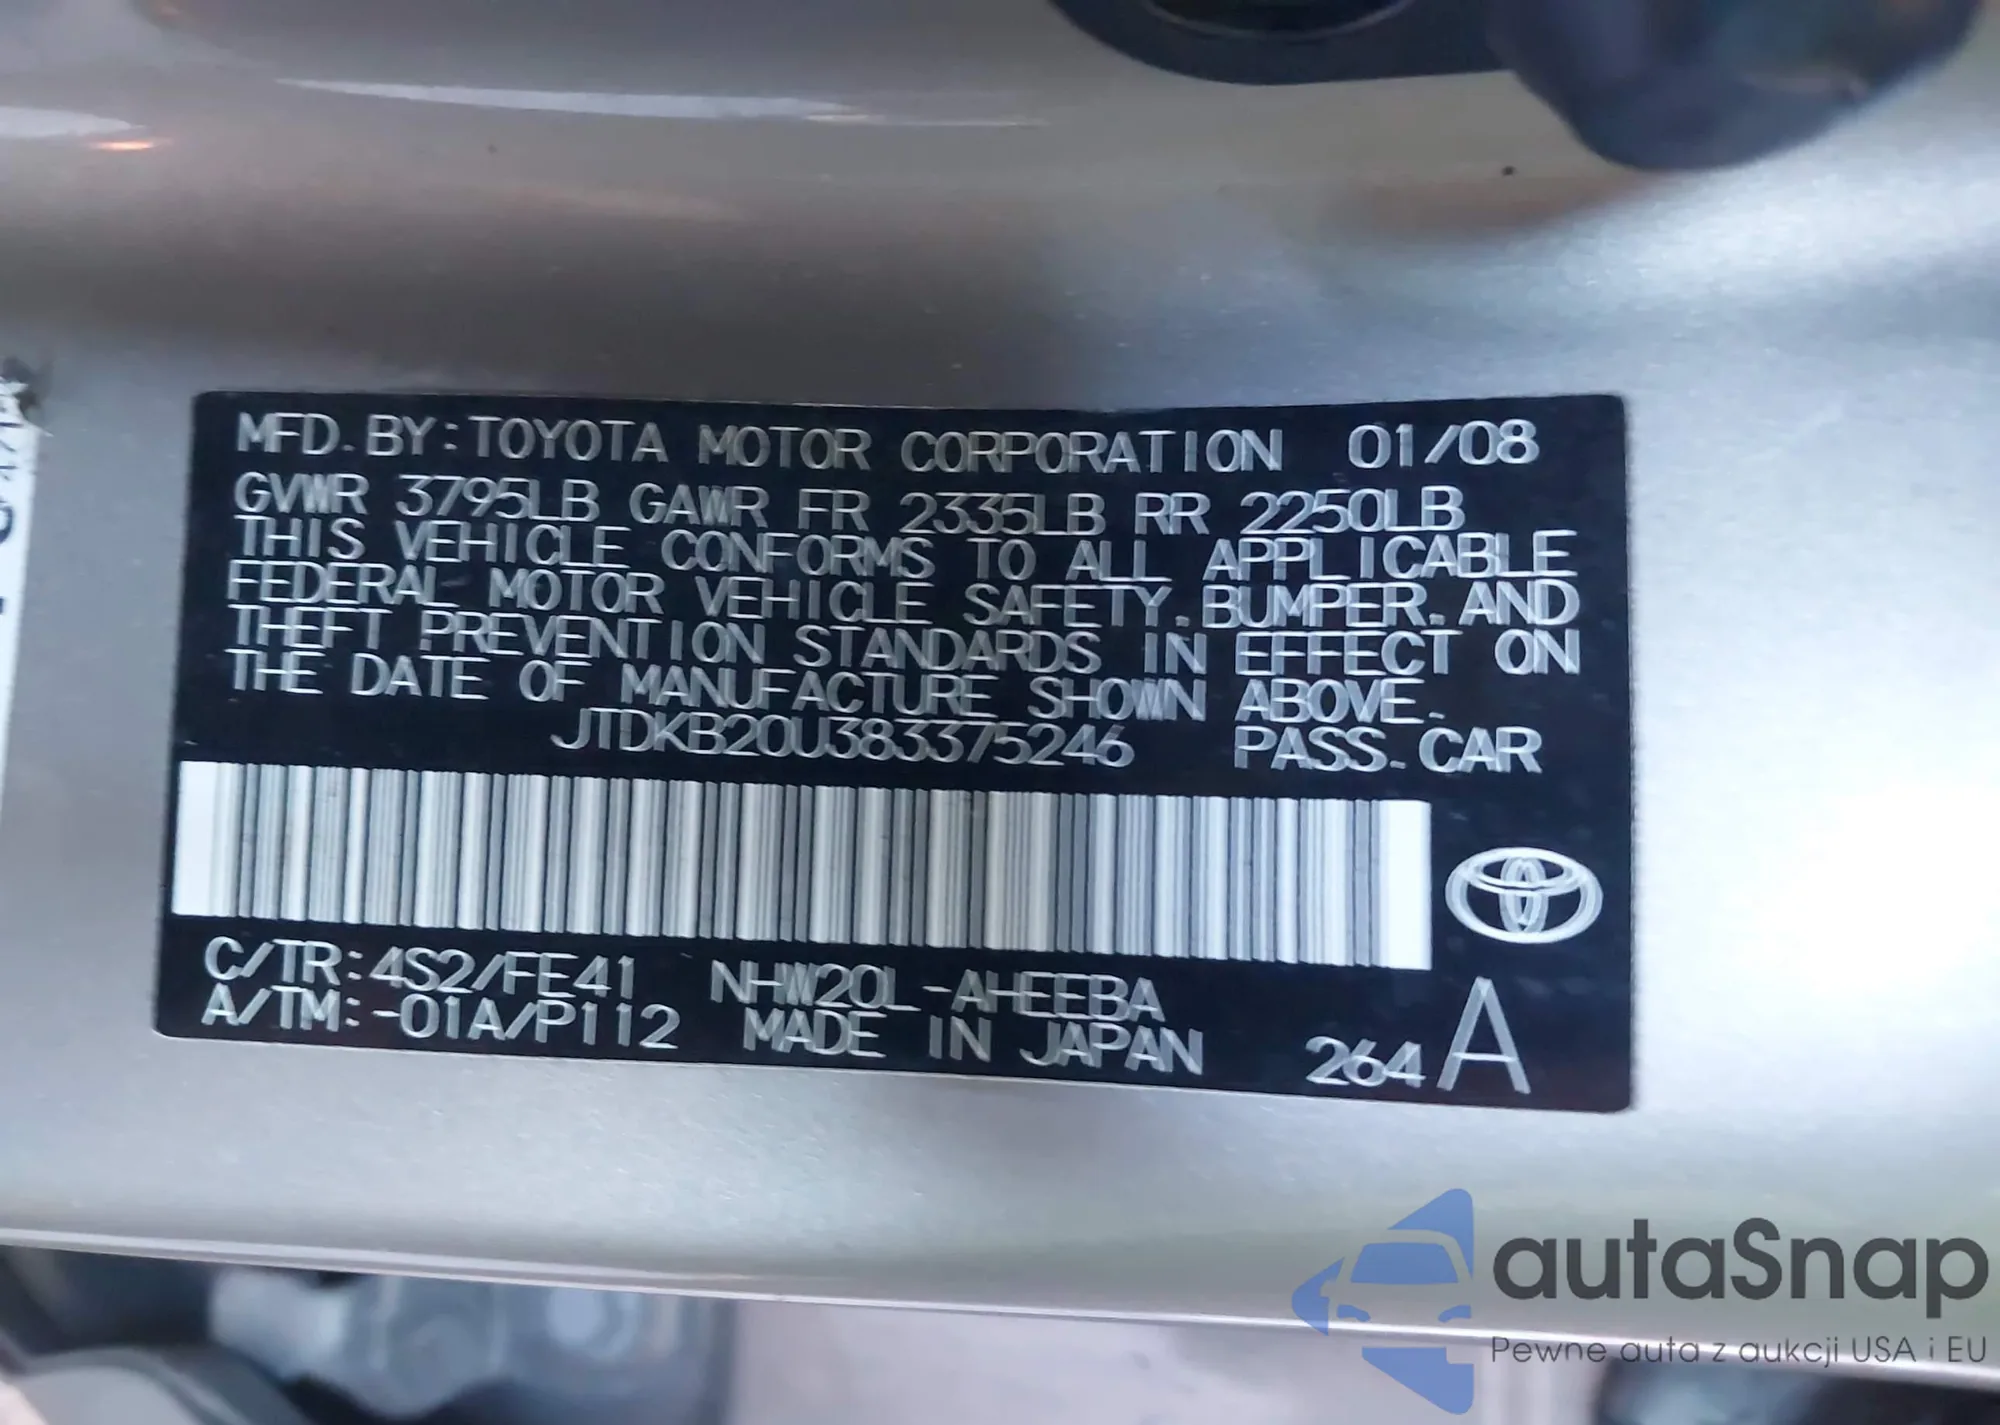 MFD. BY: TOYOTA MOTOR CORPORATION 01/08
GVWR 3795LB GAWR FR 2335LB RR 2250LB
THIS VEHICLE CONFORMS TO ALL APPLICABLE
FEDERAL MOTOR VEHICLE SAFETY, BUMPER, AND
THEFT PREVENTION STANDARDS IN EFFECT ON
THE DATE OF MANUFACTURE SHOWN ABOVE.
JTDKB20U383375246 PASS. CAR
C/TR: 4S2/FE41 NHW20L-AHEEBA
A/TM: -01A/P112 MADE IN JAPAN 264 A
autaSnap
Pewne auta z aukcji USA i EU